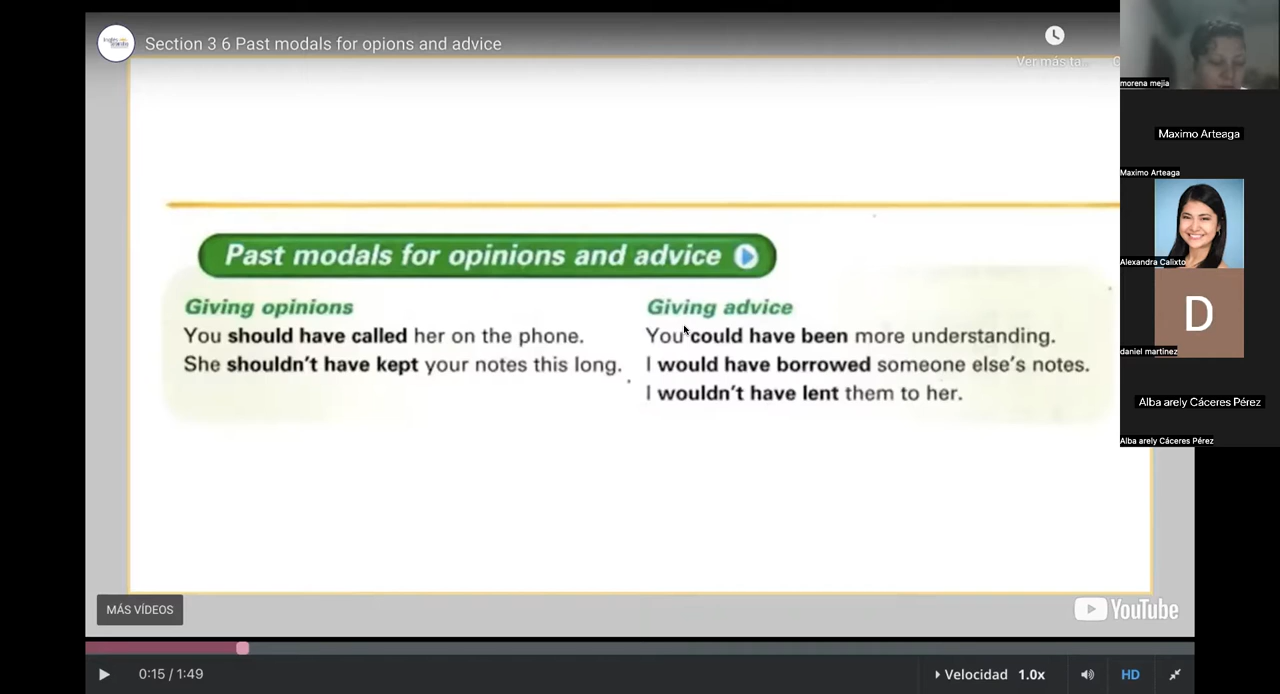 Section 3 6 Past modals for opions and advice
Ver más ta...
morena mejia
Maximo Arteaga
Maximo Arteaga
Alexandra Calixto
D
daniel martinez
Alba arely Cáceres Pérez
Alba arely Cáceres Pérez
Past modals for opinions and advice
Giving opinions
You should have called her on the phone.
She shouldn't have kept your notes this long.
Giving advice
You could have been more understanding.
I would have borrowed someone else's notes.
I wouldn't have lent them to her.
MÁS VÍDEOS
YouTube
0:15 / 1:49
Velocidad 1.0x
HD